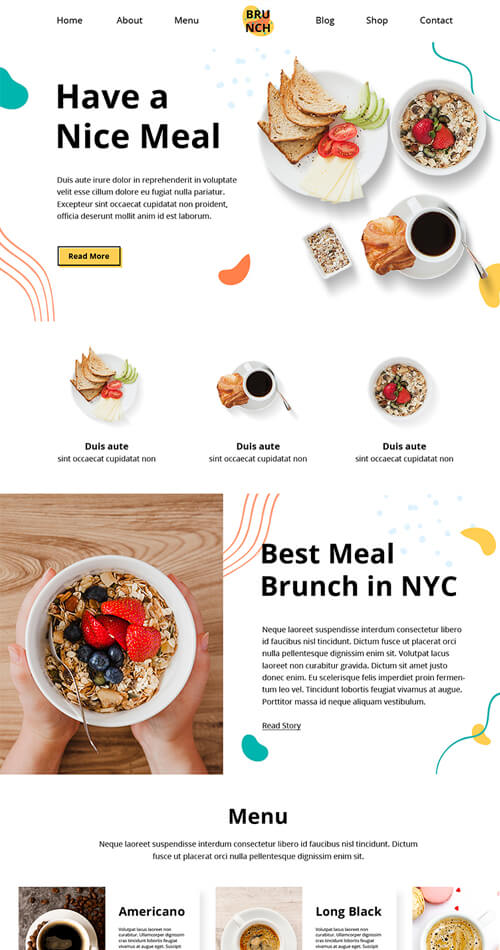 Home About Menu BRU NCH Blog Shop Contact
Have a
Nice Meal
Duis aute irure dolor in reprehenderit in voluptate
velit esse cillum dolore eu fugiat nulla pariatur.
Excepteur sint occaecat cupidatat non proident,
officia deserunt mollit anim id est laborum.
Read More
Duis aute
sint occaecat cupidatat non
Duis aute
sint occaecat cupidatat non
Duis aute
sint occaecat cupidatat non
Best Meal
Brunch in NYC
Neque laoreet suspendisse interdum consectetur libero
id faucibus nisl tincidunt. Dictum fusce ut placerat orci
nulla pellentesque dignissim enim sit. Volutpat lacus
laoreet non curabitur gravida. Dictum sit amet justo
donec enim. Eu scelerisque felis imperdiet proin fermen-
tum leo vel. Tincidunt lobortis feugiat vivamus at augue.
Porttitor massa id neque aliquam vestibulum.
Read Story
Menu
Neque laoreet suspendisse interdum consectetur libero id faucibus nisl tincidunt. Dictum
fusce ut placerat orci nulla pellentesque dignissim enim sit.
Americano
Volutpat lacus laoreet non
curabitur. Ullamcorper dignissim
cras tincidunt lobortis feugiat
vivamus at augue eget. Suscipit
Long Black
Volutpat lacus laoreet non
curabitur. Ullamcorper dignissim
cras tincidunt lobortis feugiat
vivamus at augue eget. Suscipit